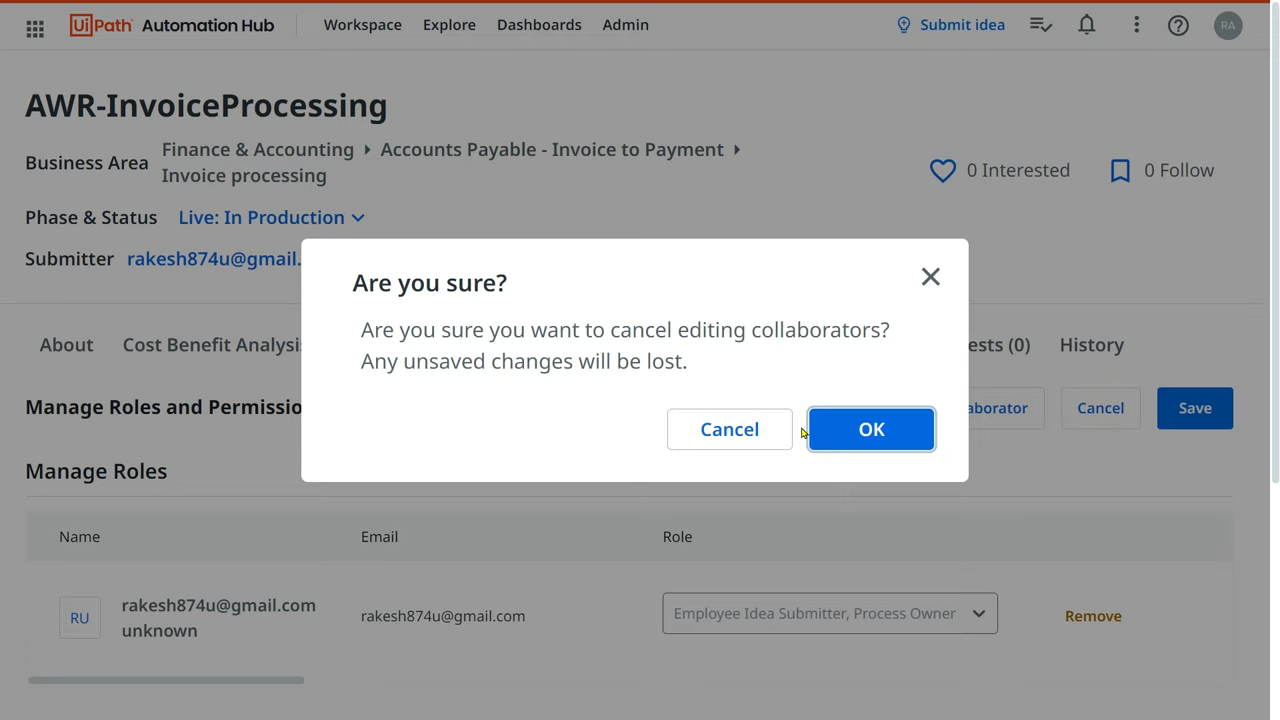 UiPath Automation Hub
Workspace Explore Dashboards Admin
Submit idea
RA
AWR-InvoiceProcessing
Business Area
Finance & Accounting
Accounts Payable - Invoice to Payment
Invoice processing
0 Interested
0 Follow
Phase & Status
Live: In Production
Submitter
rakesh874u@gmail.
Are you sure?
Are you sure you want to cancel editing collaborators?
Any unsaved changes will be lost.
Cancel
OK
About
Cost Benefit Analysi
ests (0)
History
Manage Roles and Permissio
aborator
Cancel
Save
Manage Roles
Name
Email
Role
RU
rakesh874u@gmail.com
unknown
rakesh874u@gmail.com
Employee Idea Submitter, Process Owner
Remove